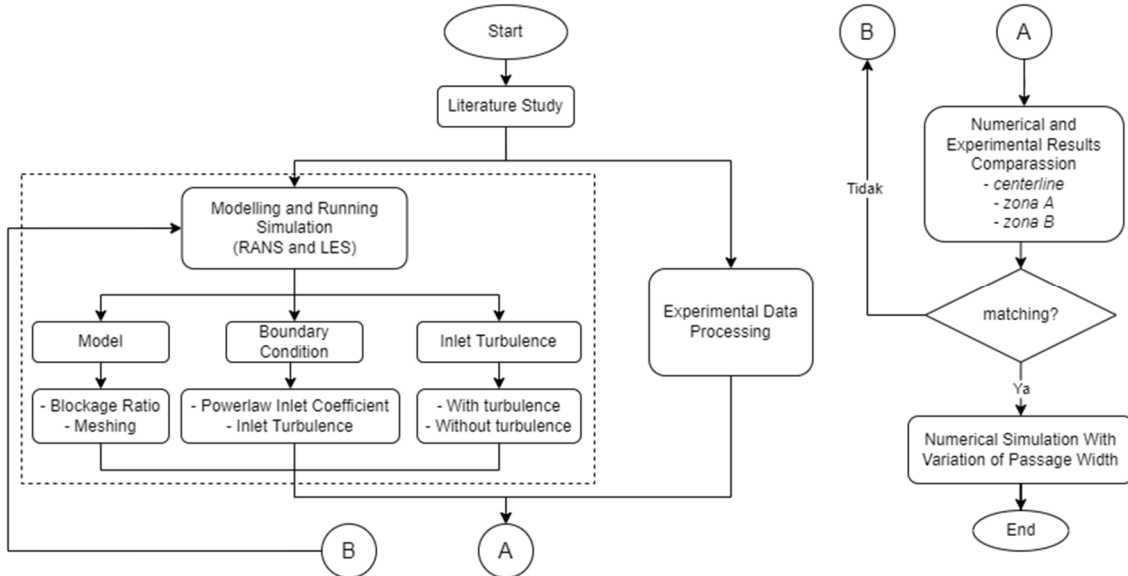 Start
Literature Study
Modelling and Running
Simulation
(RANS and LES)
Model
Boundary
Condition
Inlet Turbulence
- Blockage Ratio
- Meshing
- Powerlaw Inlet Coefficient
- Inlet Turbulence
- With turbulence
- Without turbulence
Experimental Data
Processing
B
A
B
A
Numerical and
Experimental Results
Comparassion
- centerline
- zona A
- zona B
Tidak
matching?
Ya
Numerical Simulation With
Variation of Passage Width
End